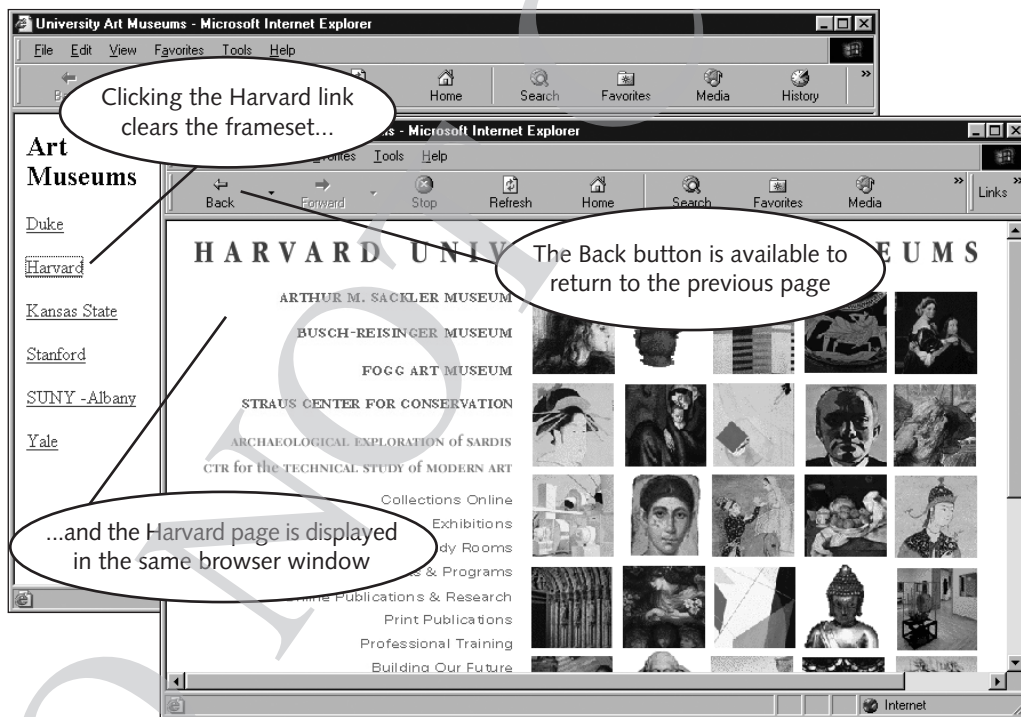 University Art Museums - Microsoft Internet Explorer
File Edit View Favorites Tools Help
Home Search Favorites Media History »
Clicking the Harvard link
clears the frameset...
- Microsoft Internet Explorer
Tools Help
Back Forward Stop Refresh Home Search Favorites Media » Links »
Art
Museums
Duke
Harvard
Kansas State
Stanford
SUNY -Albany
Yale
The Back button is available to
return to the previous page
HARVARD
ARTHUR M. SACKLER MUSEUM
BUSCH-REISINGER MUSEUM
FOGG ART MUSEUM
STRAUS CENTER FOR CONSERVATION
ARCHAEOLOGICAL EXPLORATION of SARDIS
CTR for the TECHNICAL STUDY of MODERN ART
Collections Online
Exhibitions
Rooms
& Programs
Publications & Research
Print Publications
Professional Training
Building Our Future
...and the Harvard page is displayed
in the same browser window
Internet